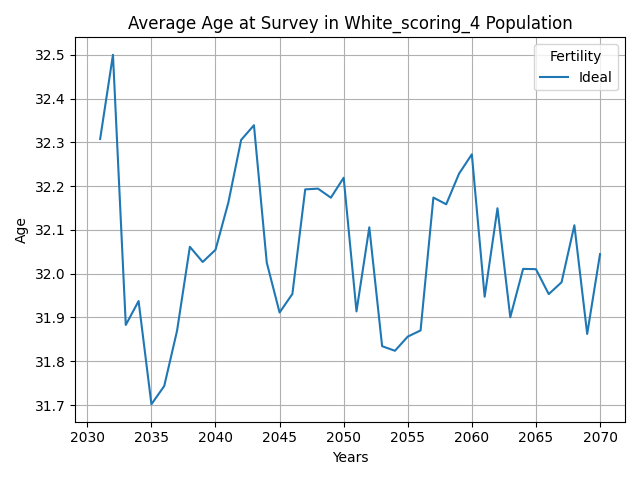 Average Age at Survey in White_scoring_4 Population
Fertility
Ideal
32.5
32.4
32.3
32.2
32.1
32.0
31.9
31.8
31.7
Age
2030 2035 2040 2045 2050 2055 2060 2065 2070
Years